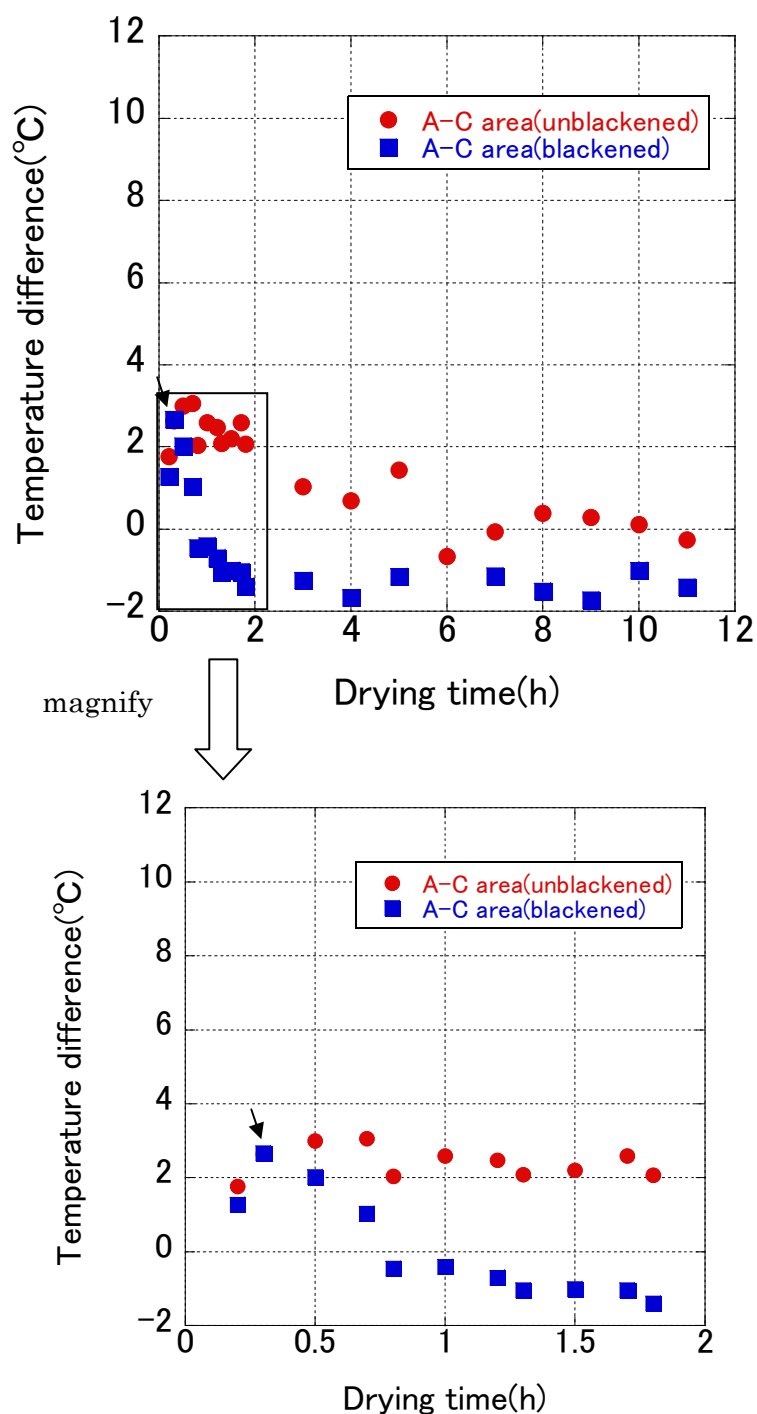 12
10
8
6
4
2
0
−2
Temperature difference(℃)
A−C area(unblackened)
A−C area(blackened)
0 2 4 6 8 10 12
Drying time(h)
magnify
12
10
8
6
4
2
0
−2
Temperature difference(℃)
A−C area(unblackened)
A−C area(blackened)
0 0.5 1 1.5 2
Drying time(h)